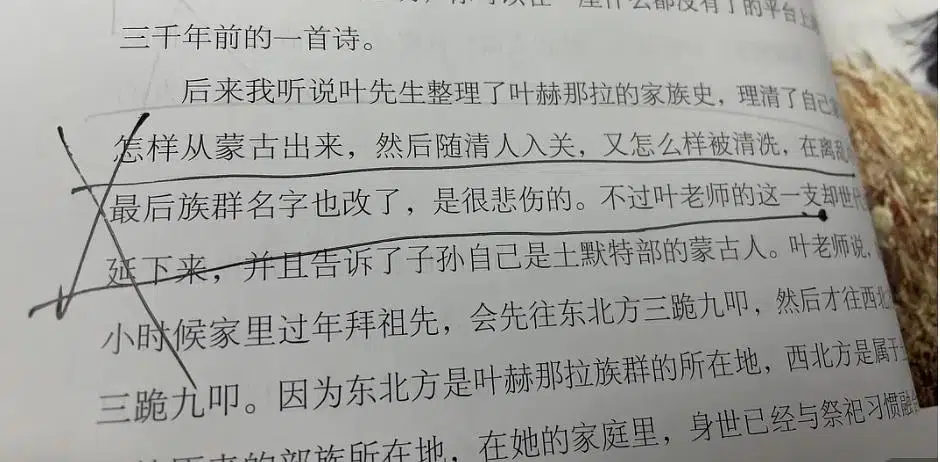 什么都没有了的平台上
三千年前的一首诗。
后来我听说叶先生整理了叶赫那拉的家族史，理清了自己
怎样从蒙古出来，然后随清人入关，又怎么样被清洗，在离乱
最后族群名字也改了，是很悲伤的。不过叶老师的这一支却世代
延下来，并且告诉了子孙自己是土默特部的蒙古人。叶老师说，
小时候家里过年拜祖先，会先往东北方三跪九叩，然后才往西北
三跪九叩。因为东北方是叶赫那拉族群的所在地，西北方是属于
原来的部族所在地，在她的家庭里，身世已经与祭祀习惯融